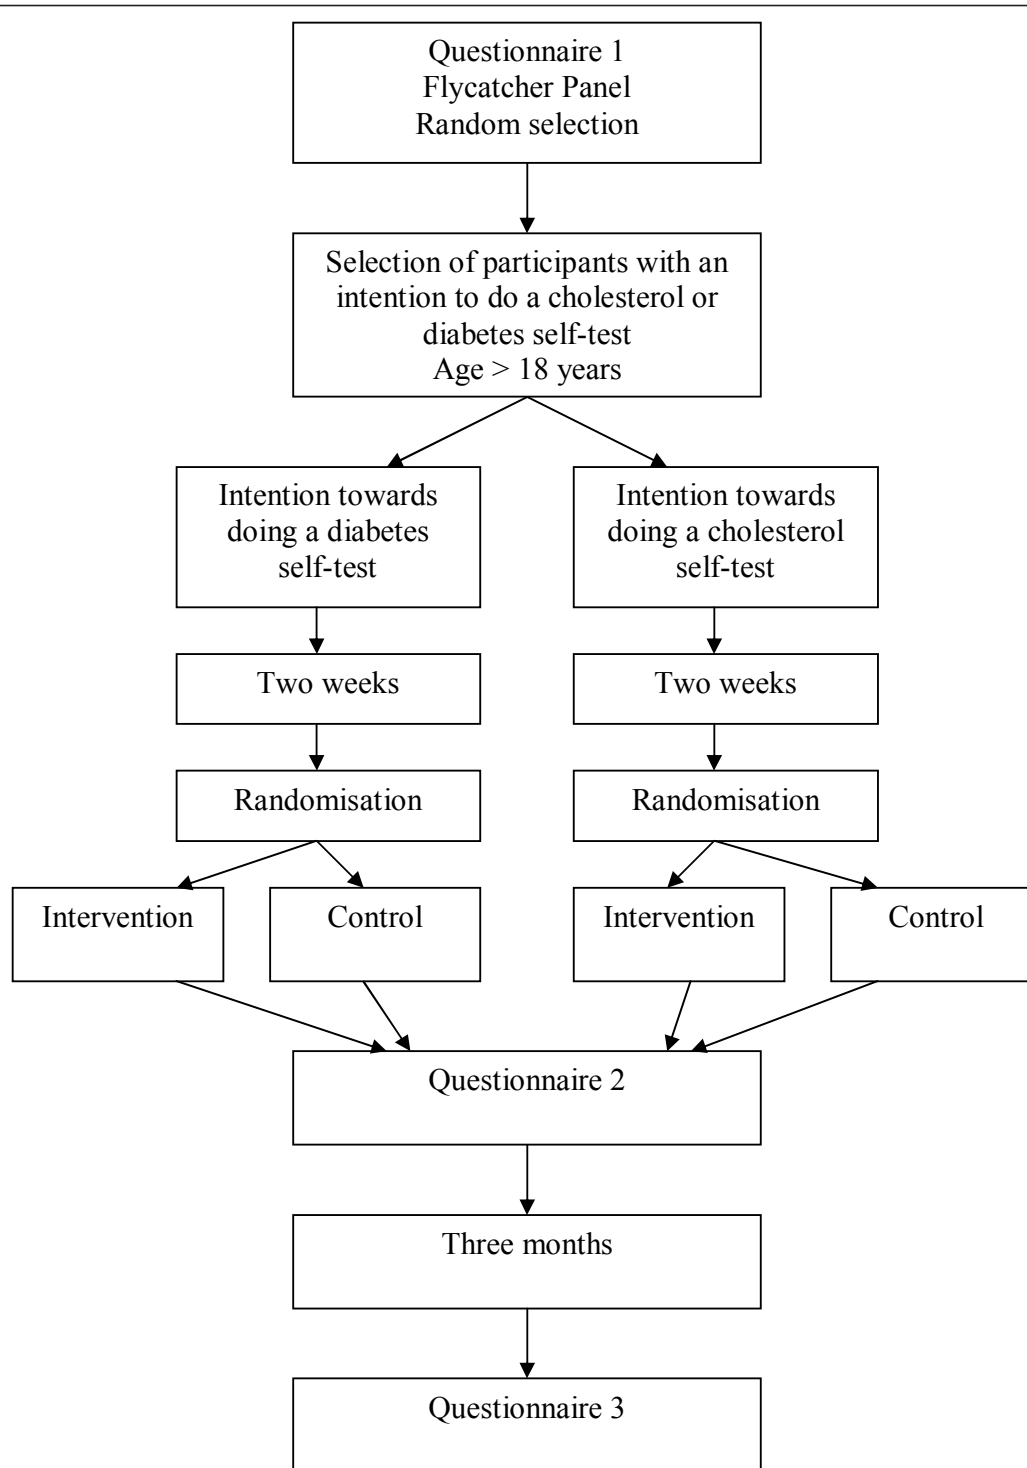 Questionnaire 1
Flycatcher Panel
Random selection
Selection of participants with an
intention to do a cholesterol or
diabetes self-test
Age > 18 years
Intention towards
doing a diabetes
self-test
Intention towards
doing a cholesterol
self-test
Two weeks
Two weeks
Randomisation
Randomisation
Intervention
Control
Intervention
Control
Questionnaire 2
Three months
Questionnaire 3